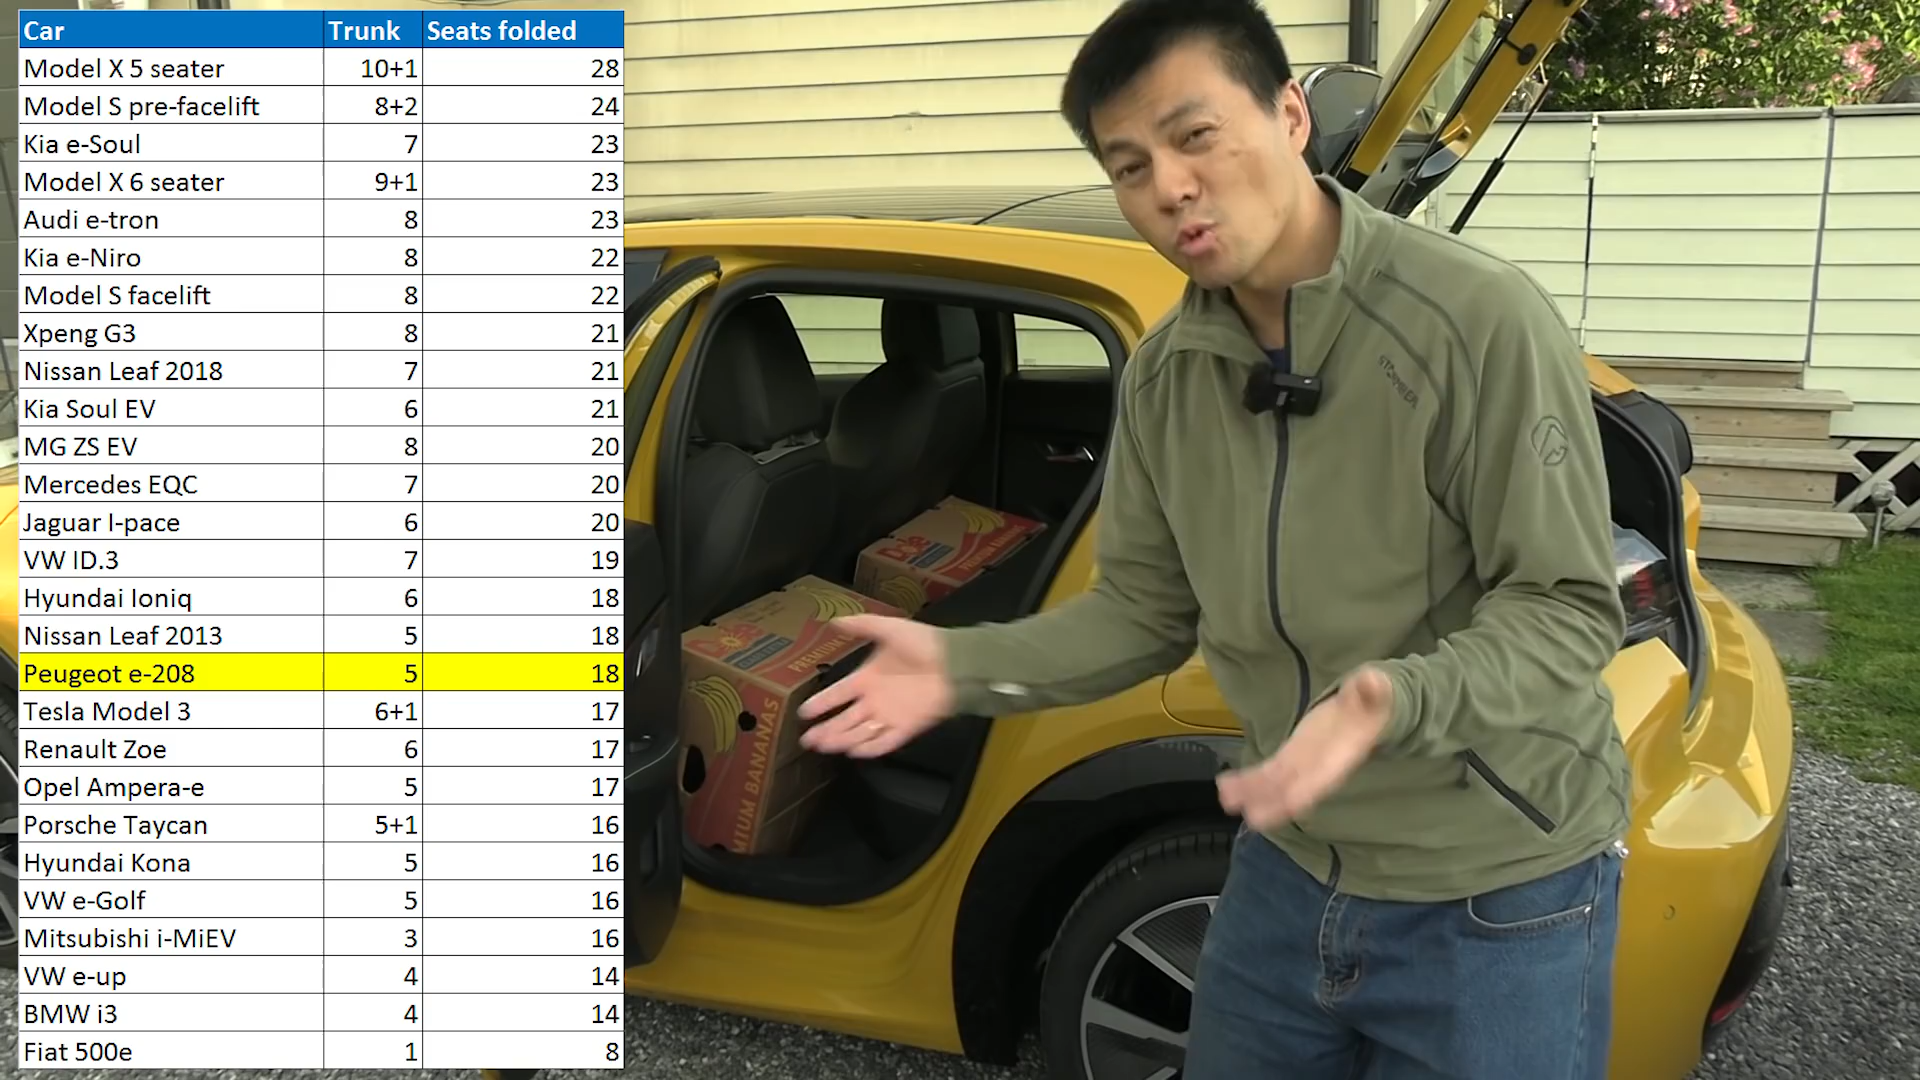 Car Trunk Seats folded
Model X 5 seater 10+1 28
Model S pre-facelift 8+2 24
Kia e-Soul 7 23
Model X 6 seater 9+1 23
Audi e-tron 8 23
Kia e-Niro 8 22
Model S facelift 8 22
Xpeng G3 8 21
Nissan Leaf 2018 7 21
Kia Soul EV 6 21
MG ZS EV 8 20
Mercedes EQC 7 20
Jaguar I-pace 6 20
VW ID.3 7 19
Hyundai Ioniq 6 18
Nissan Leaf 2013 5 18
Peugeot e-208 5 18
Tesla Model 3 6+1 17
Renault Zoe 6 17
Opel Ampera-e 5 17
Porsche Taycan 5+1 16
Hyundai Kona 5 16
VW e-Golf 5 16
Mitsubishi i-MiEV 3 16
VW e-up 4 14
BMW i3 4 14
Fiat 500e 1 8
Dole
PREMIUM BANANAS
Dole
PREMIUM
MIUM BANANAS